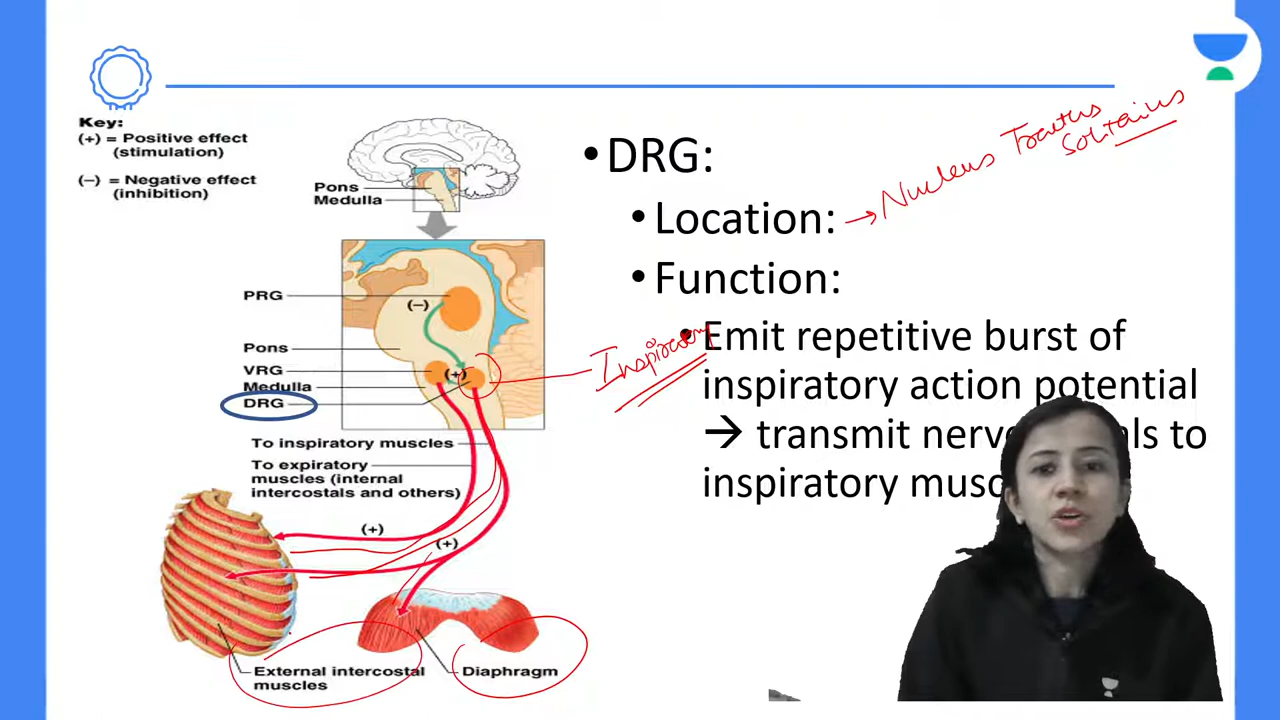 Key:
(+) = Positive effect
(stimulation)
(−) = Negative effect
(inhibition)
Pons
Medulla
PRG
(−)
Pons
VRG
(+)
Medulla
DRG
To inspiratory muscles
To expiratory
muscles (internal
intercostals and others)
(+)
(+)
External intercostal
muscles
Diaphragm
• DRG:
• Location:
→ Nucleus Tractus
Solitarius
• Function:
Inspiratory
• Emit repetitive burst of
inspiratory action potential
→ transmit to
inspiratory